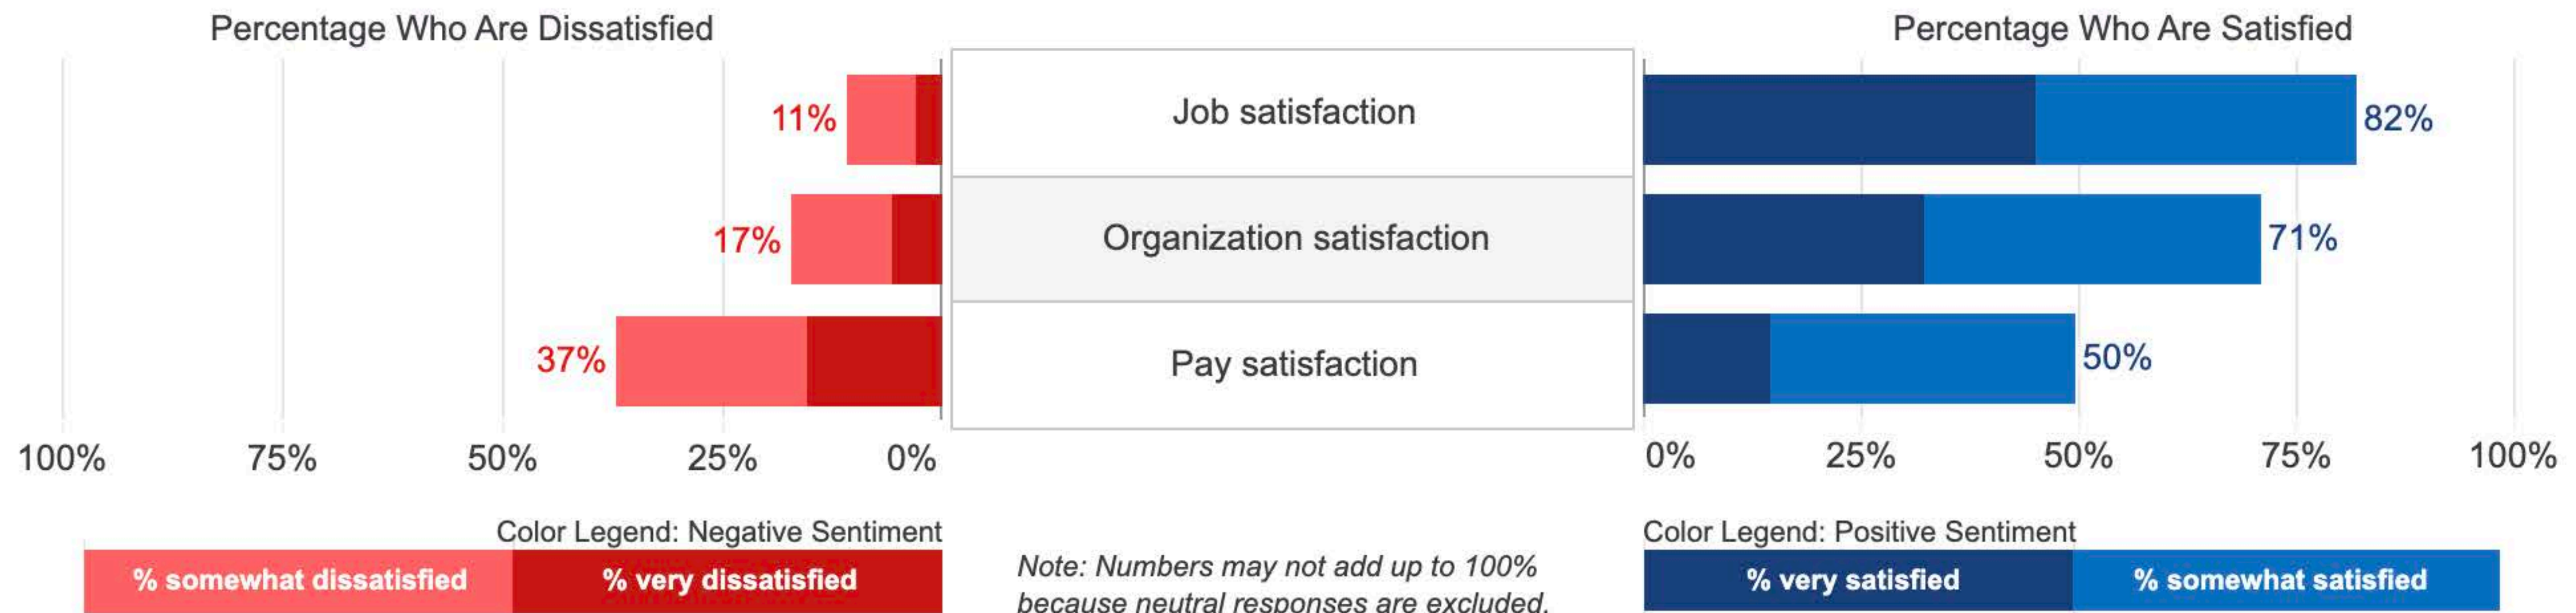 Percentage Who Are Dissatisfied
Percentage Who Are Satisfied
11%
Job satisfaction
82%
17%
Organization satisfaction
71%
37%
Pay satisfaction
50%
100% 75% 50% 25% 0%
0% 25% 50% 75% 100%
Color Legend: Negative Sentiment
% somewhat dissatisfied % very dissatisfied
Note: Numbers may not add up to 100%
because neutral responses are excluded.
Color Legend: Positive Sentiment
% very satisfied % somewhat satisfied